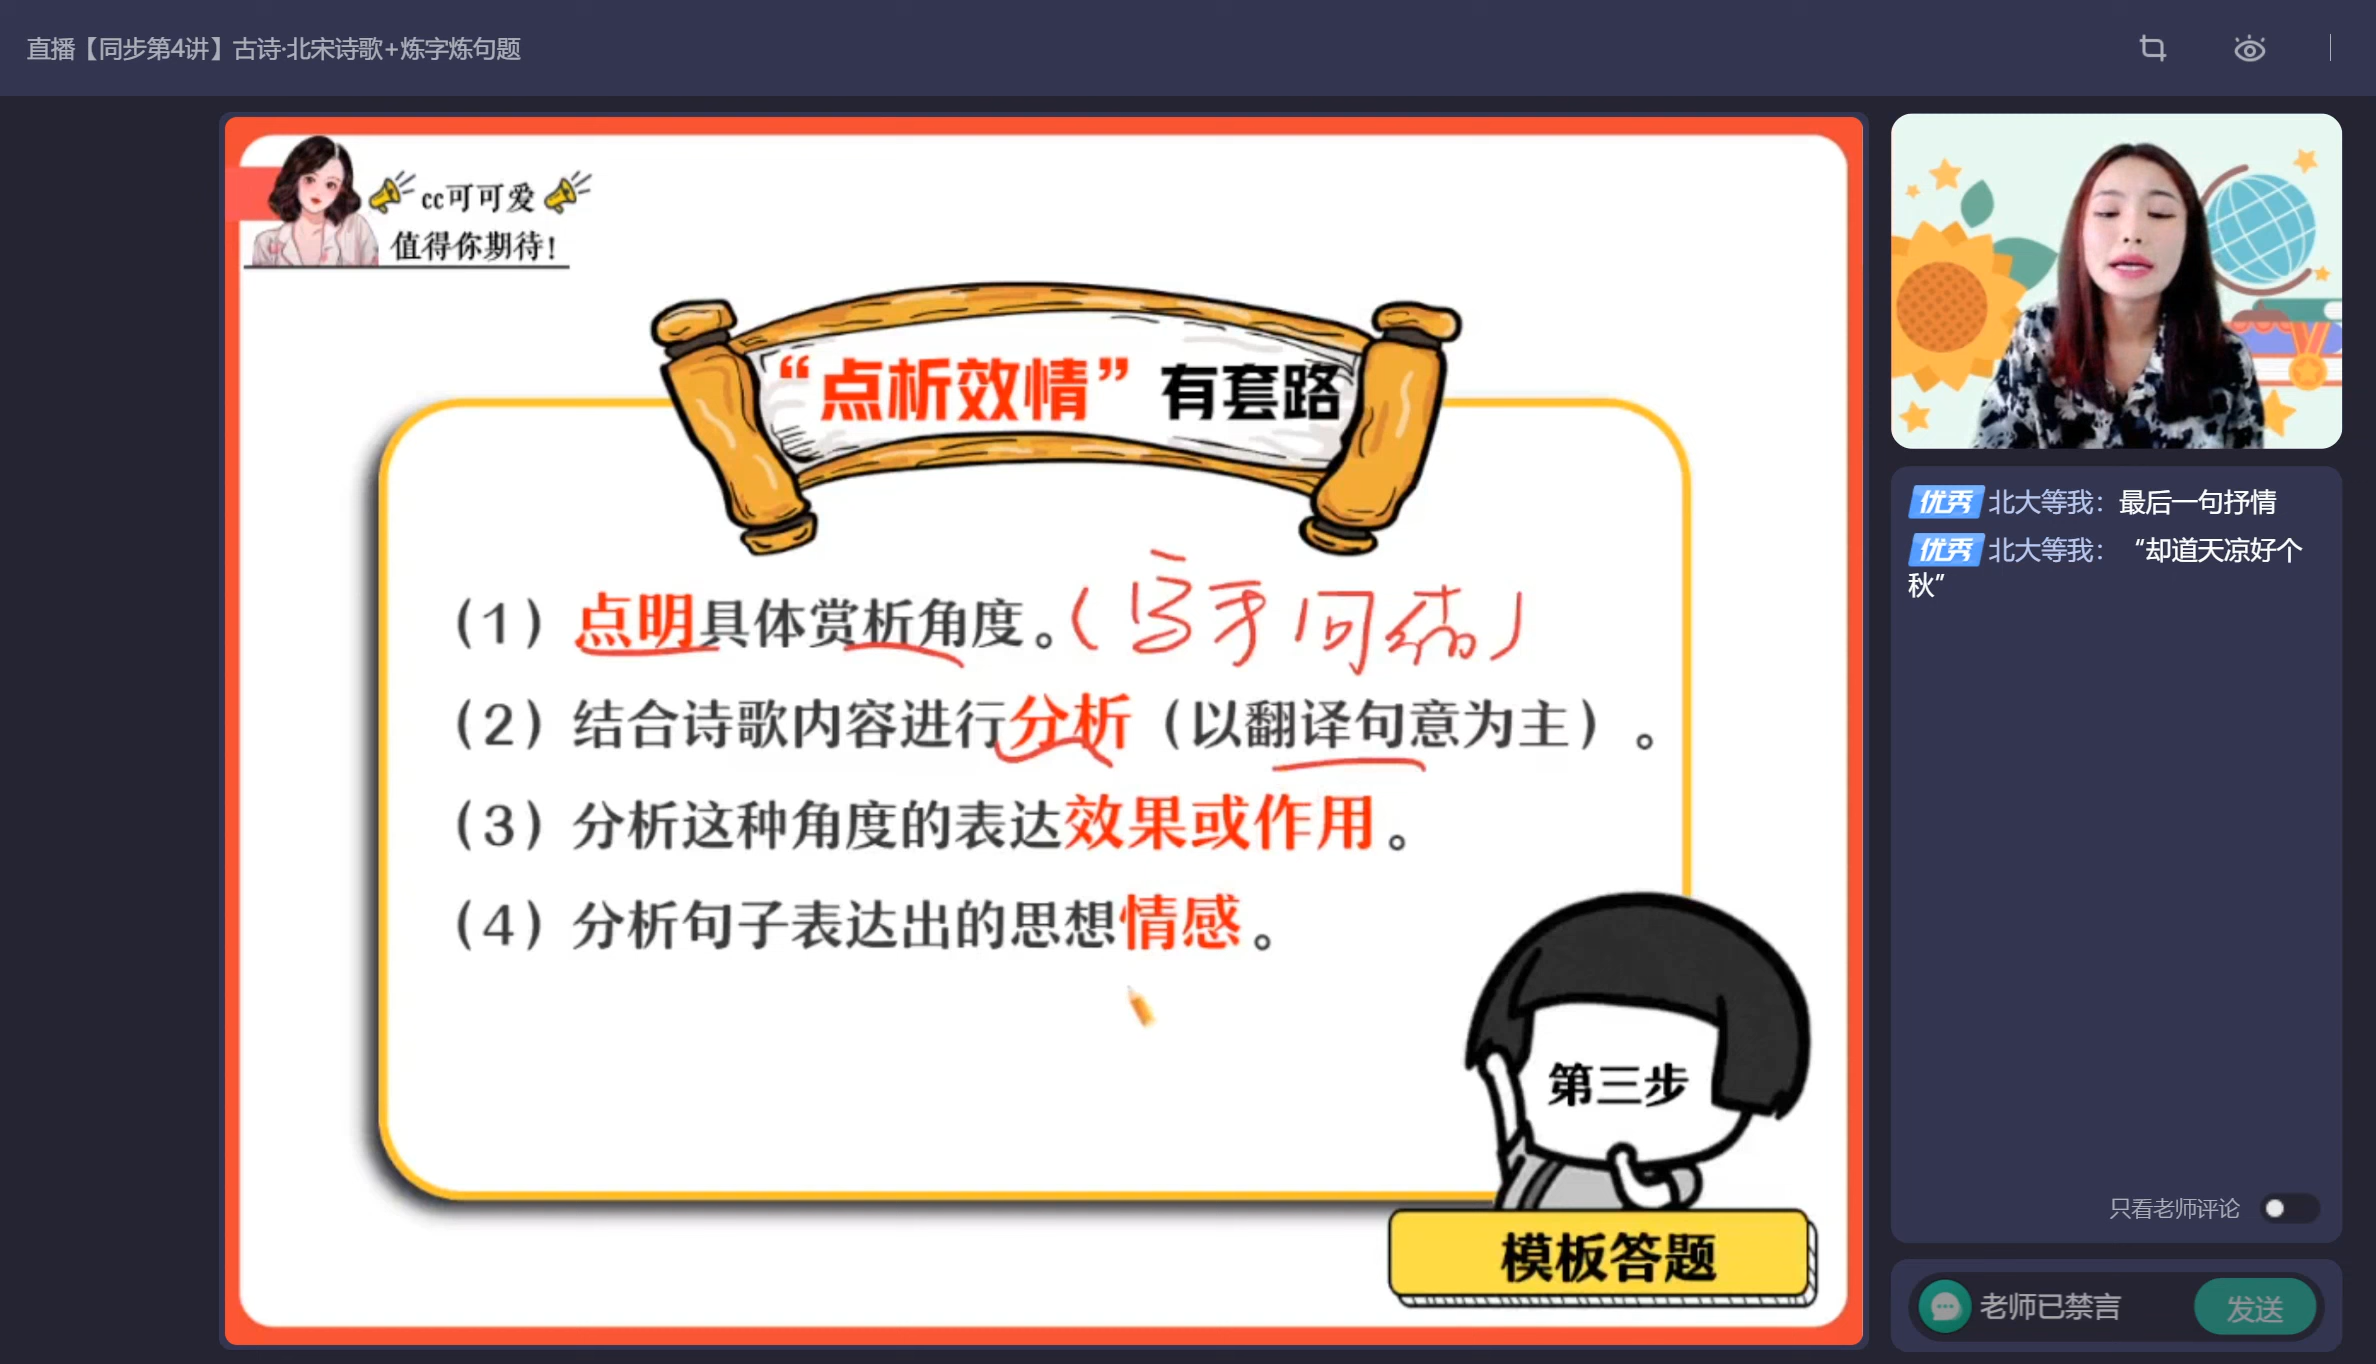 直播【同步第4讲】古诗·北宋诗歌+炼字炼句题
cc可可爱
值得你期待！
“点析效情”有套路
（1）点明具体赏析角度。（写手同结）
（2）结合诗歌内容进行分析（以翻译句意为主）。
（3）分析这种角度的表达效果或作用。
（4）分析句子表达出的思想情感。
第三步
模板答题
优秀 北大等我：最后一句抒情
优秀 北大等我：“却道天凉好个
秋”
只看老师评论
老师已禁言
发送